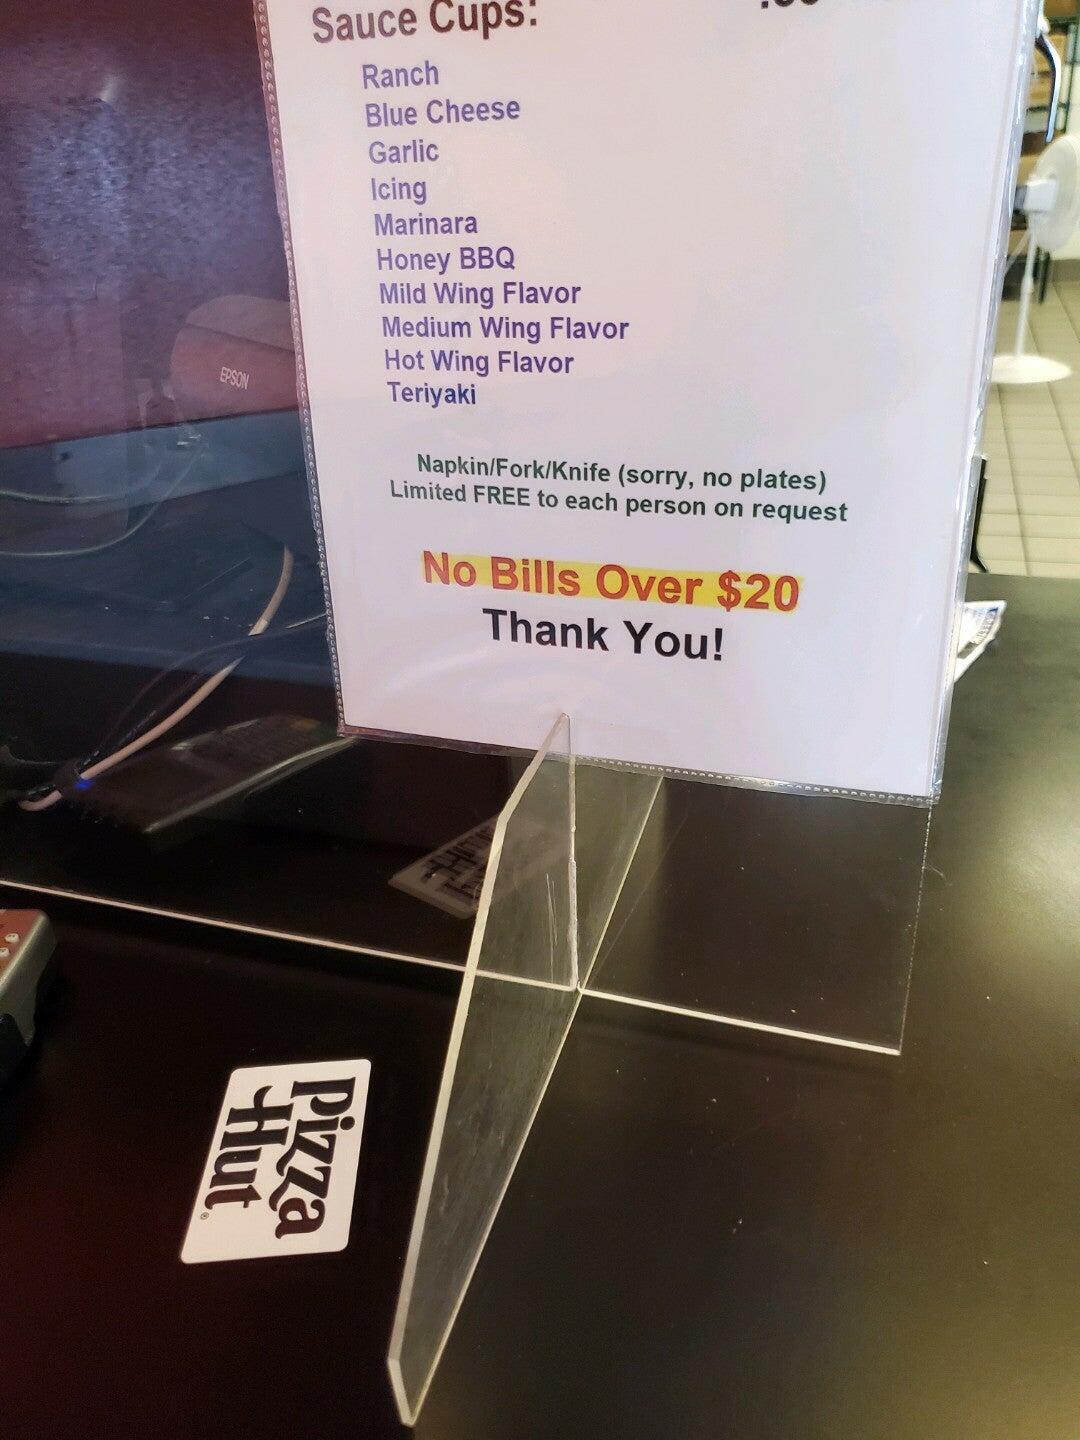 Sauce Cups:
Ranch
Blue Cheese
Garlic
Icing
Marinara
Honey BBQ
Mild Wing Flavor
Medium Wing Flavor
Hot Wing Flavor
Teriyaki
Napkin/Fork/Knife (sorry, no plates)
Limited FREE to each person on request
No Bills Over $20
Thank You!
EPSON
Pizza
Hut®